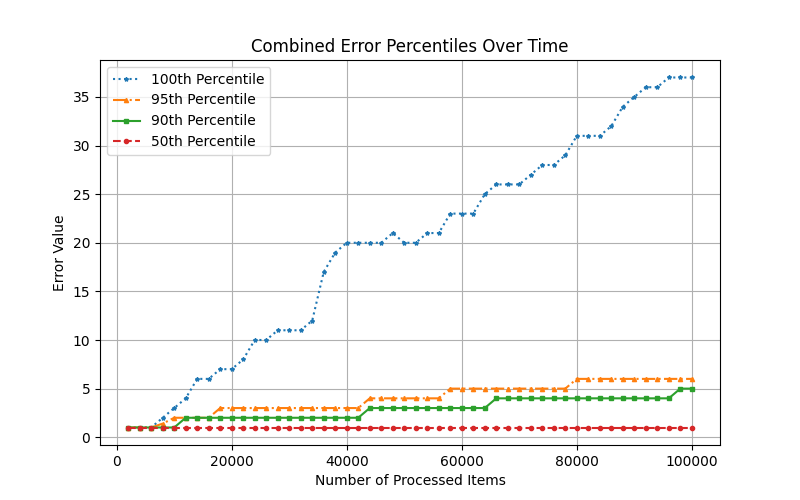 Combined Error Percentiles Over Time
100th Percentile
95th Percentile
90th Percentile
50th Percentile
Error Value
35
30
25
20
15
10
5
0
0 20000 40000 60000 80000 100000
Number of Processed Items